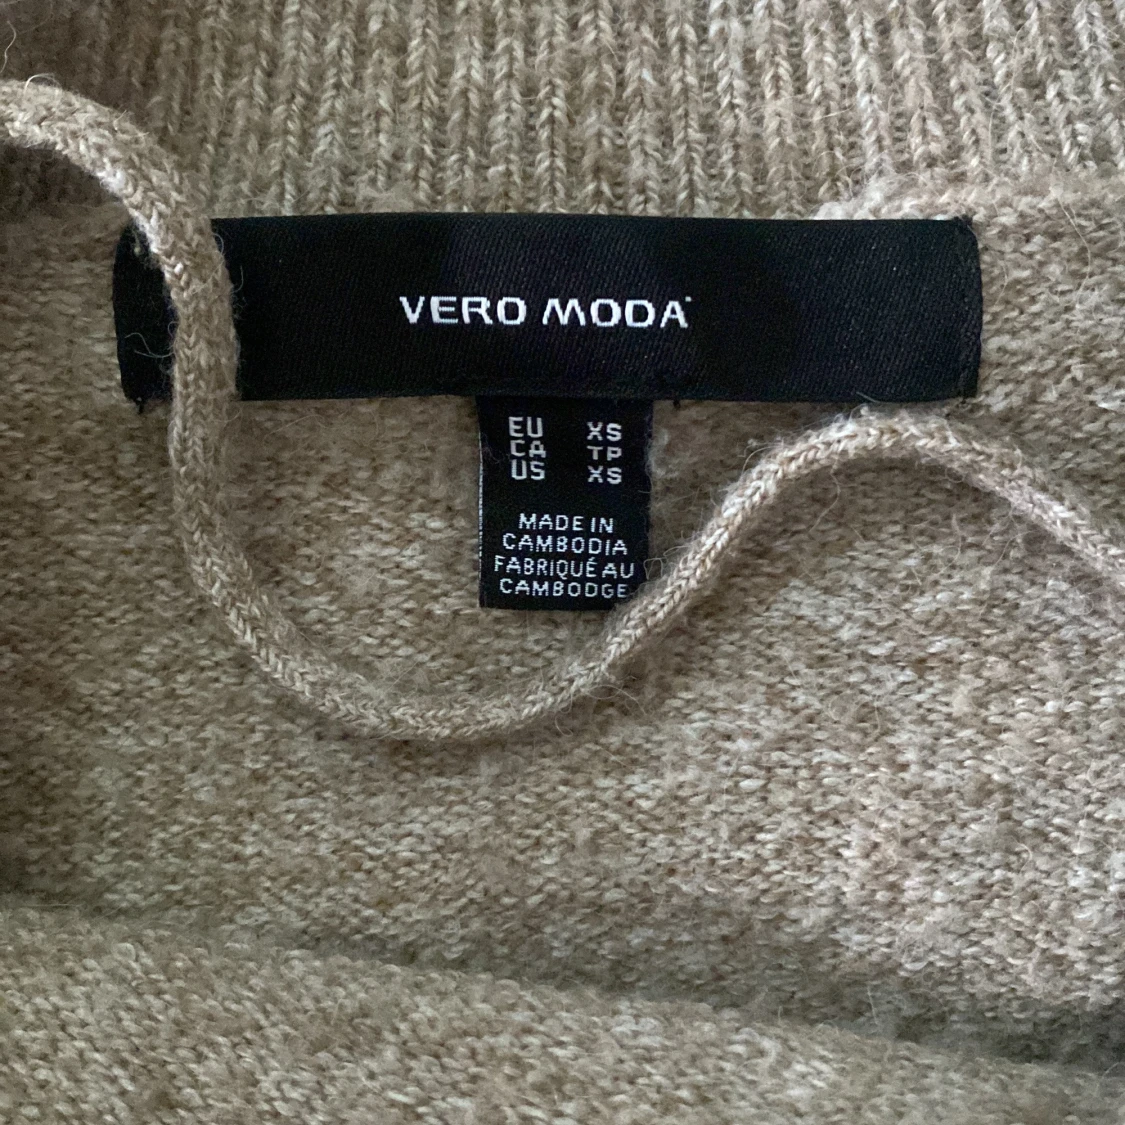 VERO MODA
EU XS
CA TP
US XS
MADE IN
CAMBODIA
FABRIQUÉ AU
CAMBODGE